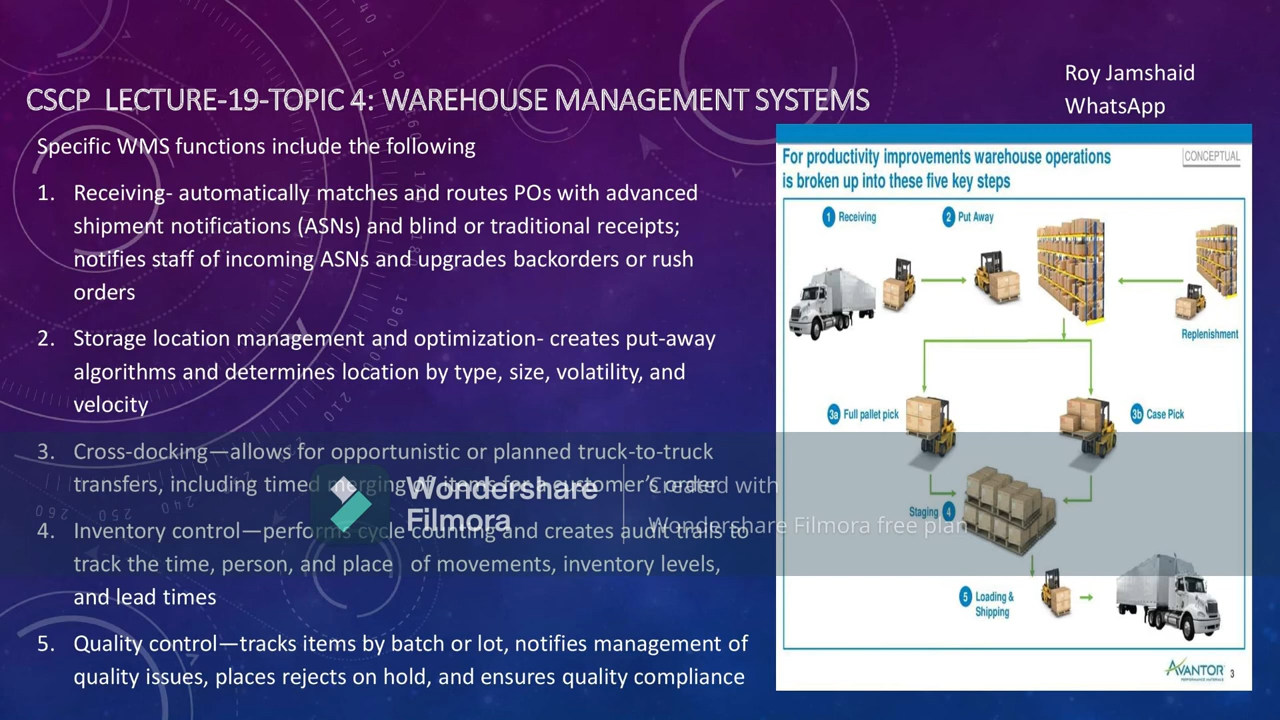 CSCP LECTURE-19-TOPIC 4: WAREHOUSE MANAGEMENT SYSTEMS
Roy Jamshaid
WhatsApp
Specific WMS functions include the following
1. Receiving- automatically matches and routes POs with advanced
shipment notifications (ASNs) and blind or traditional receipts;
notifies staff of incoming ASNs and upgrades backorders or rush
orders
2. Storage location management and optimization- creates put-away
algorithms and determines location by type, size, volatility, and
velocity
3. Cross-docking—allows for opportunistic or planned truck-to-truck
transfers, including timed merging of items for a customer's order
4. Inventory control—performs cycle counting and creates audit trails to
track the time, person, and place of movements, inventory levels,
and lead times
5. Quality control—tracks items by batch or lot, notifies management of
quality issues, places rejects on hold, and ensures quality compliance
Wondershare
Filmora
Created with
Wondershare Filmora free plan
For productivity improvements warehouse operations
is broken up into these five key steps
CONCEPTUAL
1 Receiving
2 Put Away
Replenishment
3a Full pallet pick
3b Case Pick
Staging 4
5 Loading &
Shipping
AVANTOR
PERFORMANCE MATERIALS
3